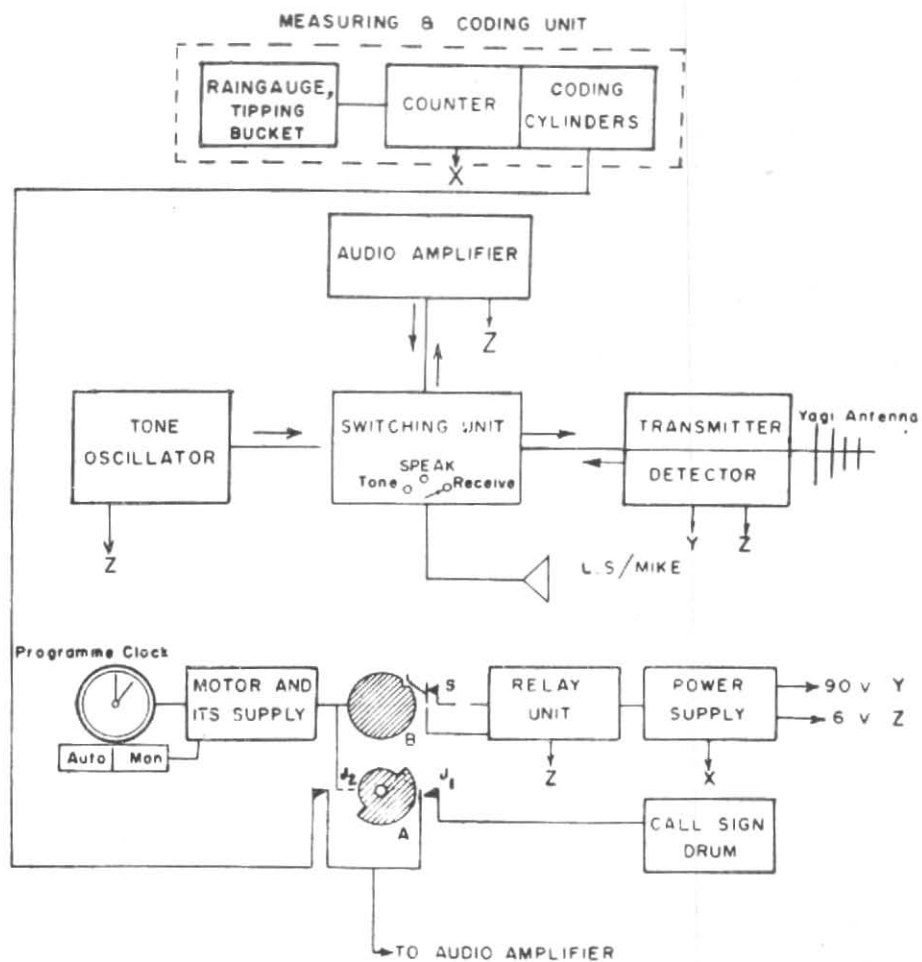 MEASURING & CODING UNIT
RAINGAUGE,
TIPPING
BUCKET
COUNTER
CODING
CYLINDERS
X
AUDIO AMPLIFIER
Z
TONE
OSCILLATOR
Z
SWITCHING UNIT
SPEAK
Tone
Receive
TRANSMITTER
DETECTOR
Yagi Antenna
Y
Z
L.S/MIKE
Programme Clock
Auto
Man
MOTOR AND
ITS SUPPLY
B
S
RELAY
UNIT
Z
POWER
SUPPLY
90 V Y
6 V Z
X
J2
J1
A
CALL SIGN
DRUM
TO AUDIO AMPLIFIER